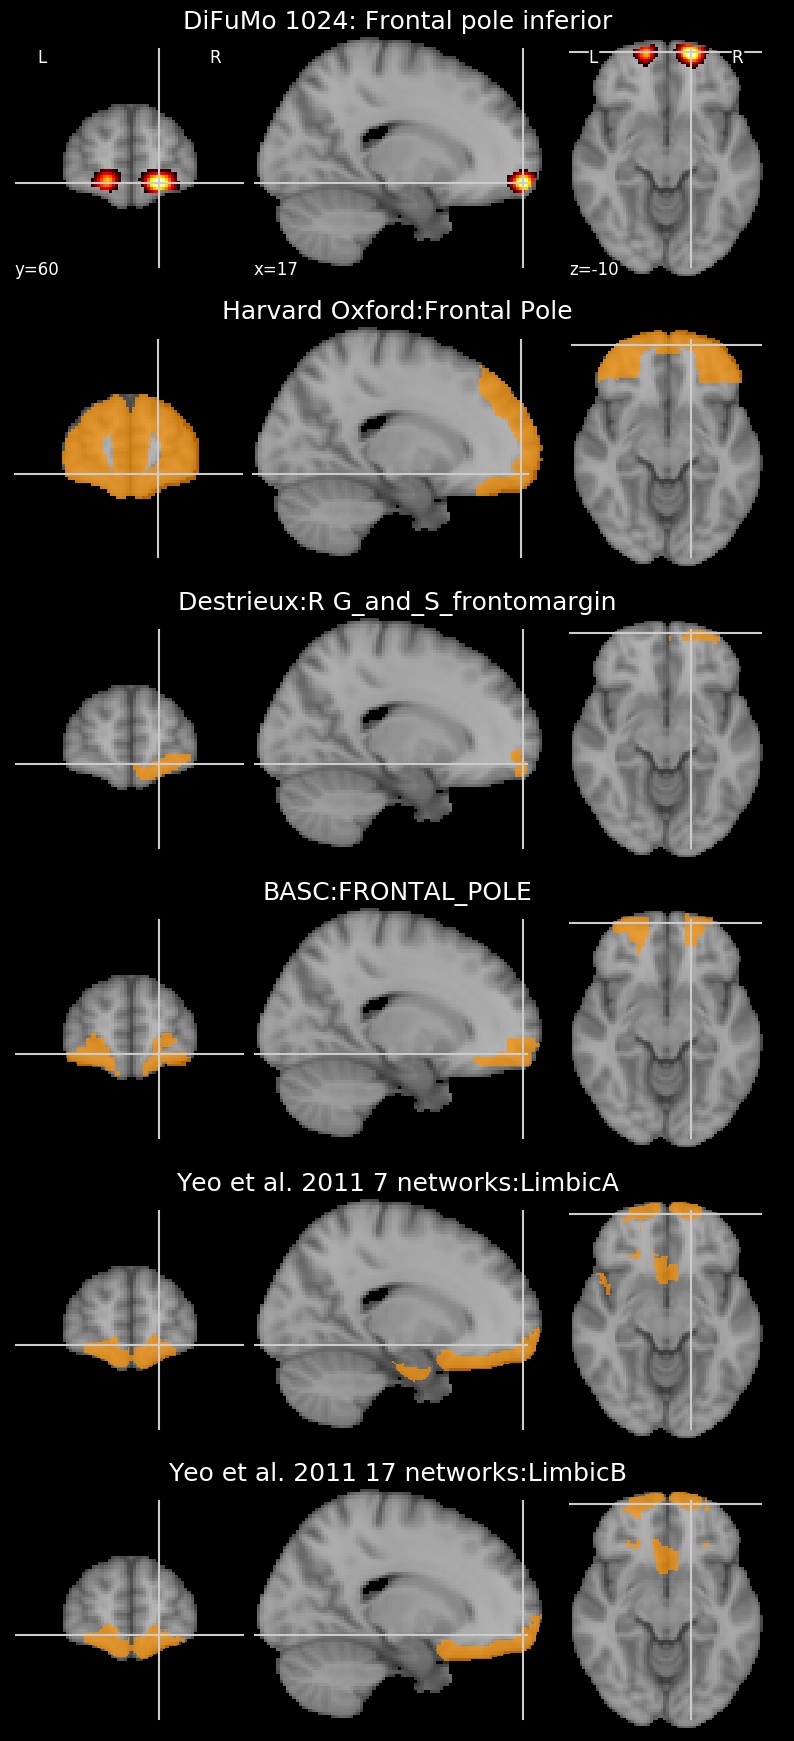 DiFuMo 1024: Frontal pole inferior
L R L R
y=60 x=17 z=-10
Harvard Oxford:Frontal Pole
Destrieux:R G_and_S_frontomargin
BASC:FRONTAL_POLE
Yeo et al. 2011 7 networks:LimbicA
Yeo et al. 2011 17 networks:LimbicB